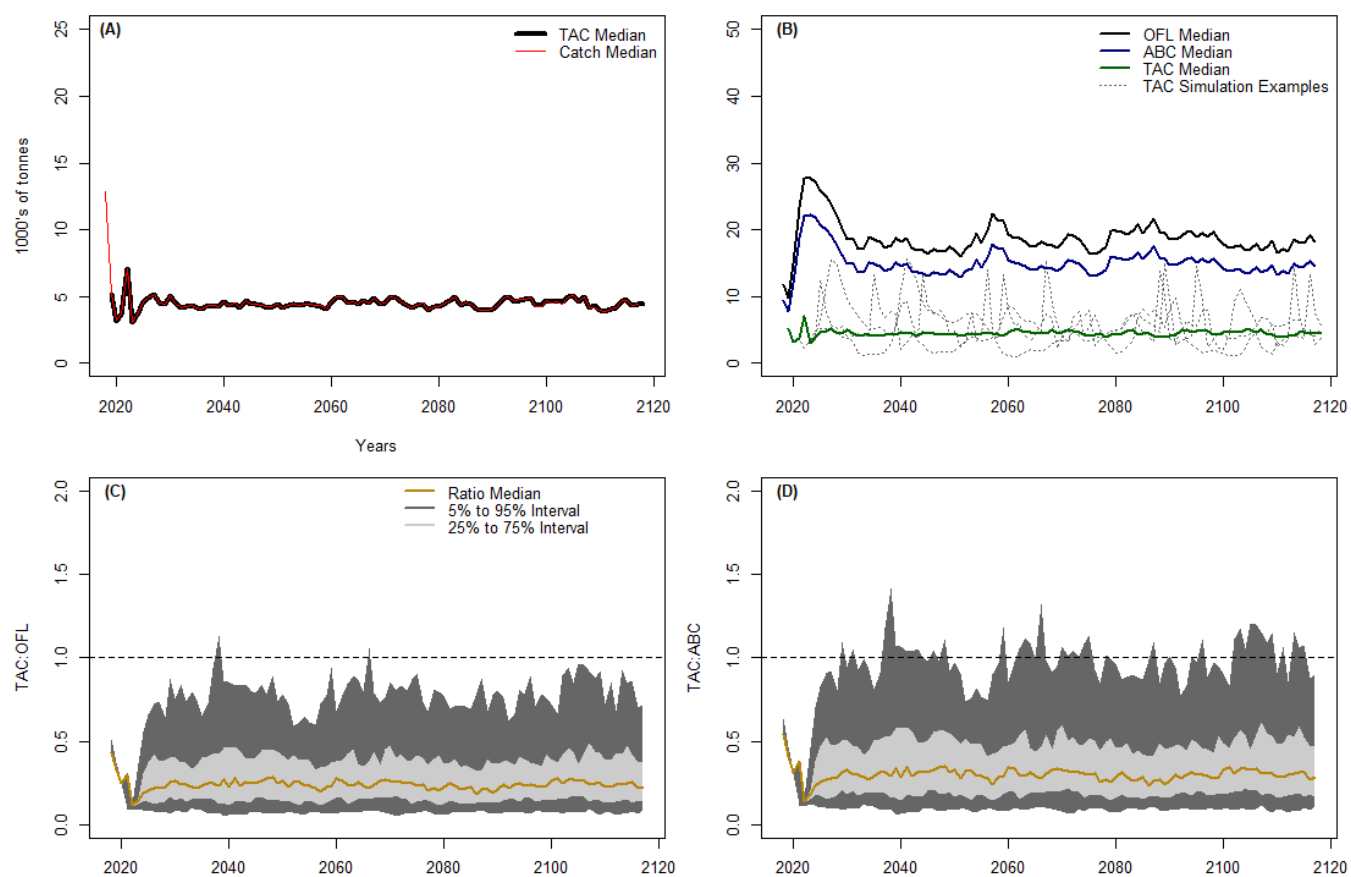 (A)
TAC Median
Catch Median
25
20
15
10
5
0
1000's of tonnes
2020 2040 2060 2080 2100 2120
Years
(B)
OFL Median
ABC Median
TAC Median
TAC Simulation Examples
50
40
30
20
10
0
2020 2040 2060 2080 2100 2120
(C)
Ratio Median
5% to 95% Interval
25% to 75% Interval
2.0
1.5
1.0
0.5
0.0
TAC:OFL
2020 2040 2060 2080 2100 2120
(D)
2.0
1.5
1.0
0.5
0.0
TAC:ABC
2020 2040 2060 2080 2100 2120